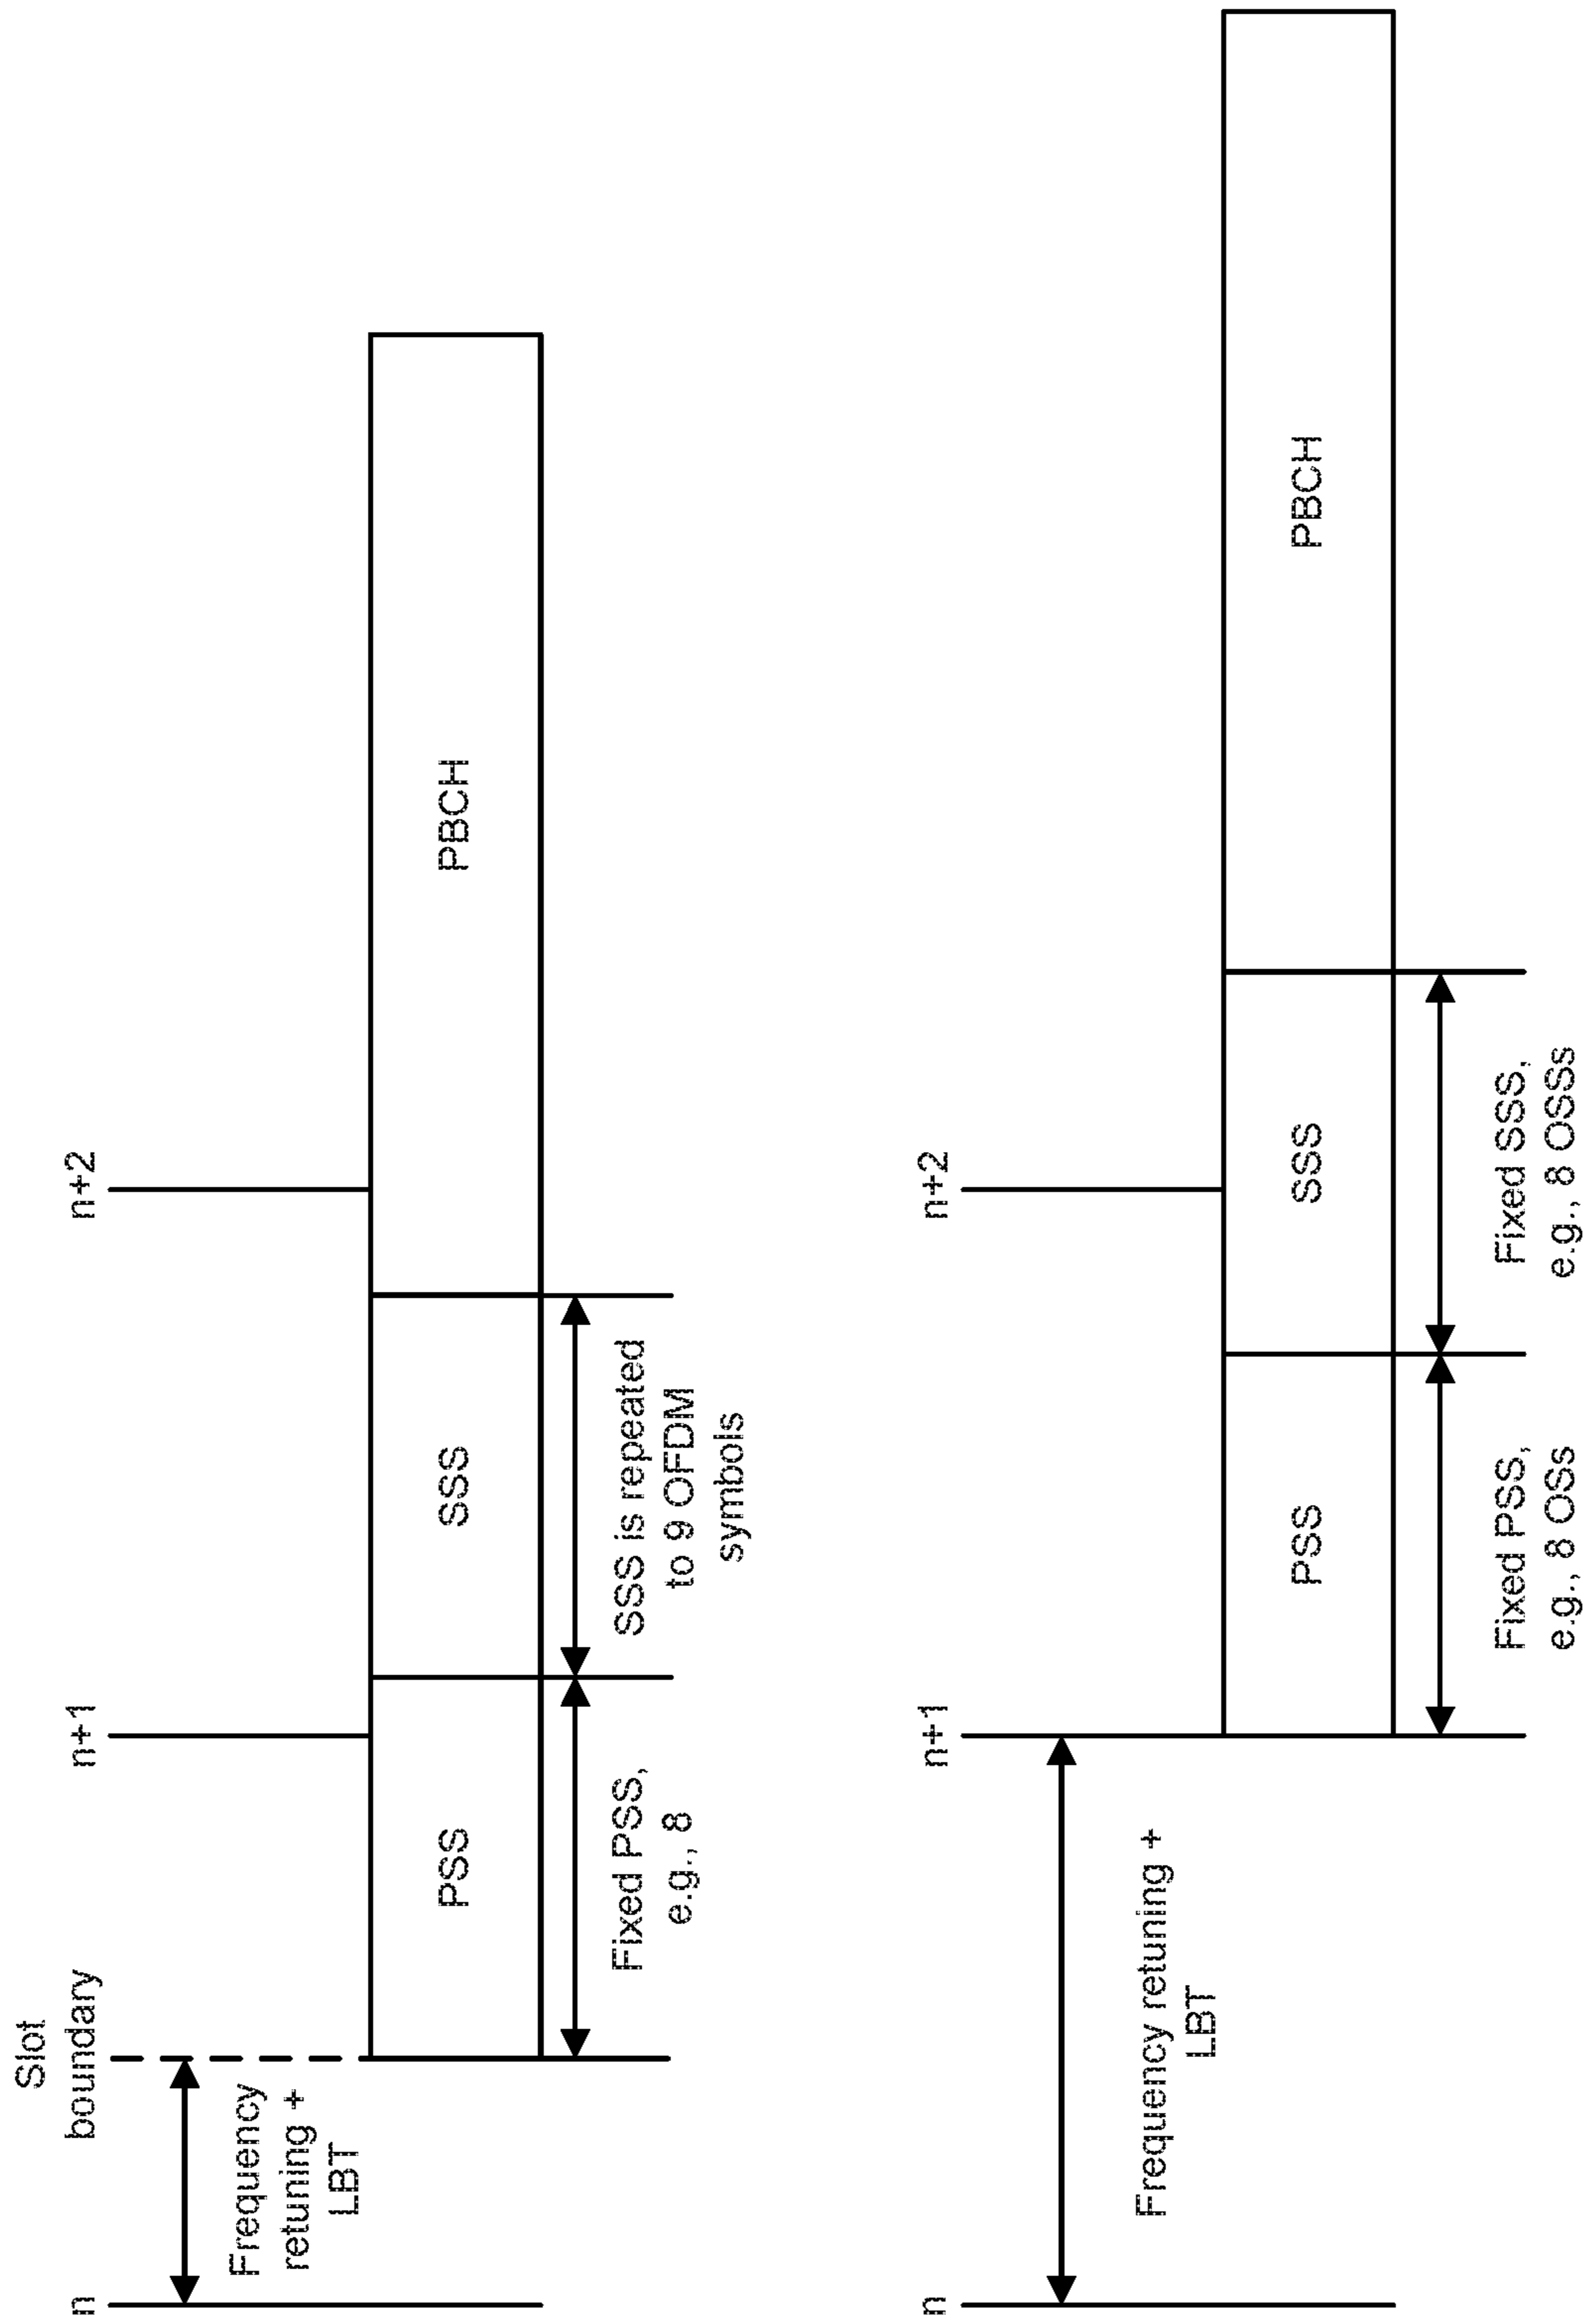 n
Slot
boundary
n+1
n+2
Frequency
retuning +
LBT
PSS
SSS
PBCH
Fixed PSS,
e.g., 8
SSS is repeated
to 9 OFDM
symbols
n
n+1
n+2
Frequency retuning +
LBT
PSS
SSS
PBCH
Fixed PSS,
e.g., 8 OSs
Fixed SSS,
e.g., 8 OSSs